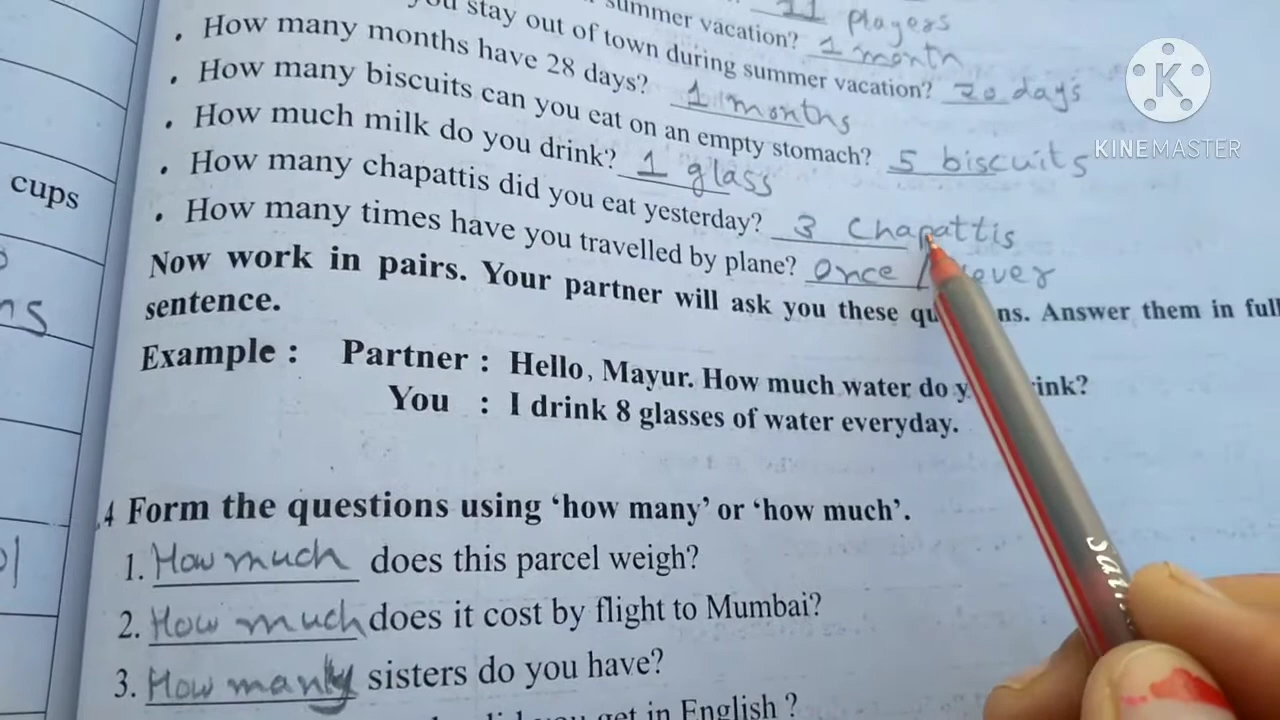 11 players
summer vacation? 1 month
you stay out of town during summer vacation? 20 days
• How many months have 28 days? 1 months
• How many biscuits can you eat on an empty stomach? 5 biscuits
• How much milk do you drink? 1 glass
• How many chapattis did you eat yesterday? 3 Chapattis
• How many times have you travelled by plane? Once /
Now work in pairs. Your partner will ask you these Answer them in full
sentence.
Example : Partner : Hello, Mayur. How much water do
You : I drink 8 glasses of water everyday.
.4 Form the questions using ‘how many’ or ‘how much’.
1. How much does this parcel weigh?
2. How much does it cost by flight to Mumbai?
3. How many sisters do you have?
get in English ?
cups
K
KINEMASTER